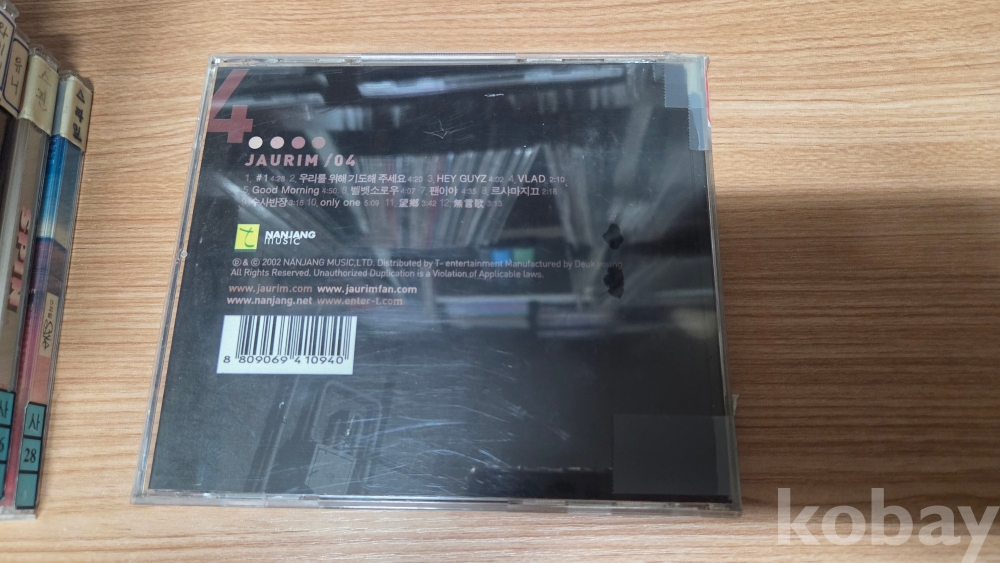 4
JAURIM /04
1. #1 4:28 2. 우리를 위해 기도해 주세요 4:20 3. HEY GUYZ 4:02 4. VLAD 2:10
5. Good Morning 4:50 6. 벨벳소로우 4:07 7. 팬이야 4:35 8. 르샤마지끄 2:16
9. 수사반장 3:16 10. only one 5:09 11. 望鄕 3:42 12. 無言歌 3:13
NANJANG
music
℗ & © 2002 NANJANG MUSIC,LTD. Distributed by T- entertainment Manufactured by
All Rights Reserved. Unauthorized Duplication is a Violation of Applicable laws.
www.jaurim.com www.jaurimfan.com
www.nanjang.net www.enter-t.com
8 809069 410940
사
28
kobay